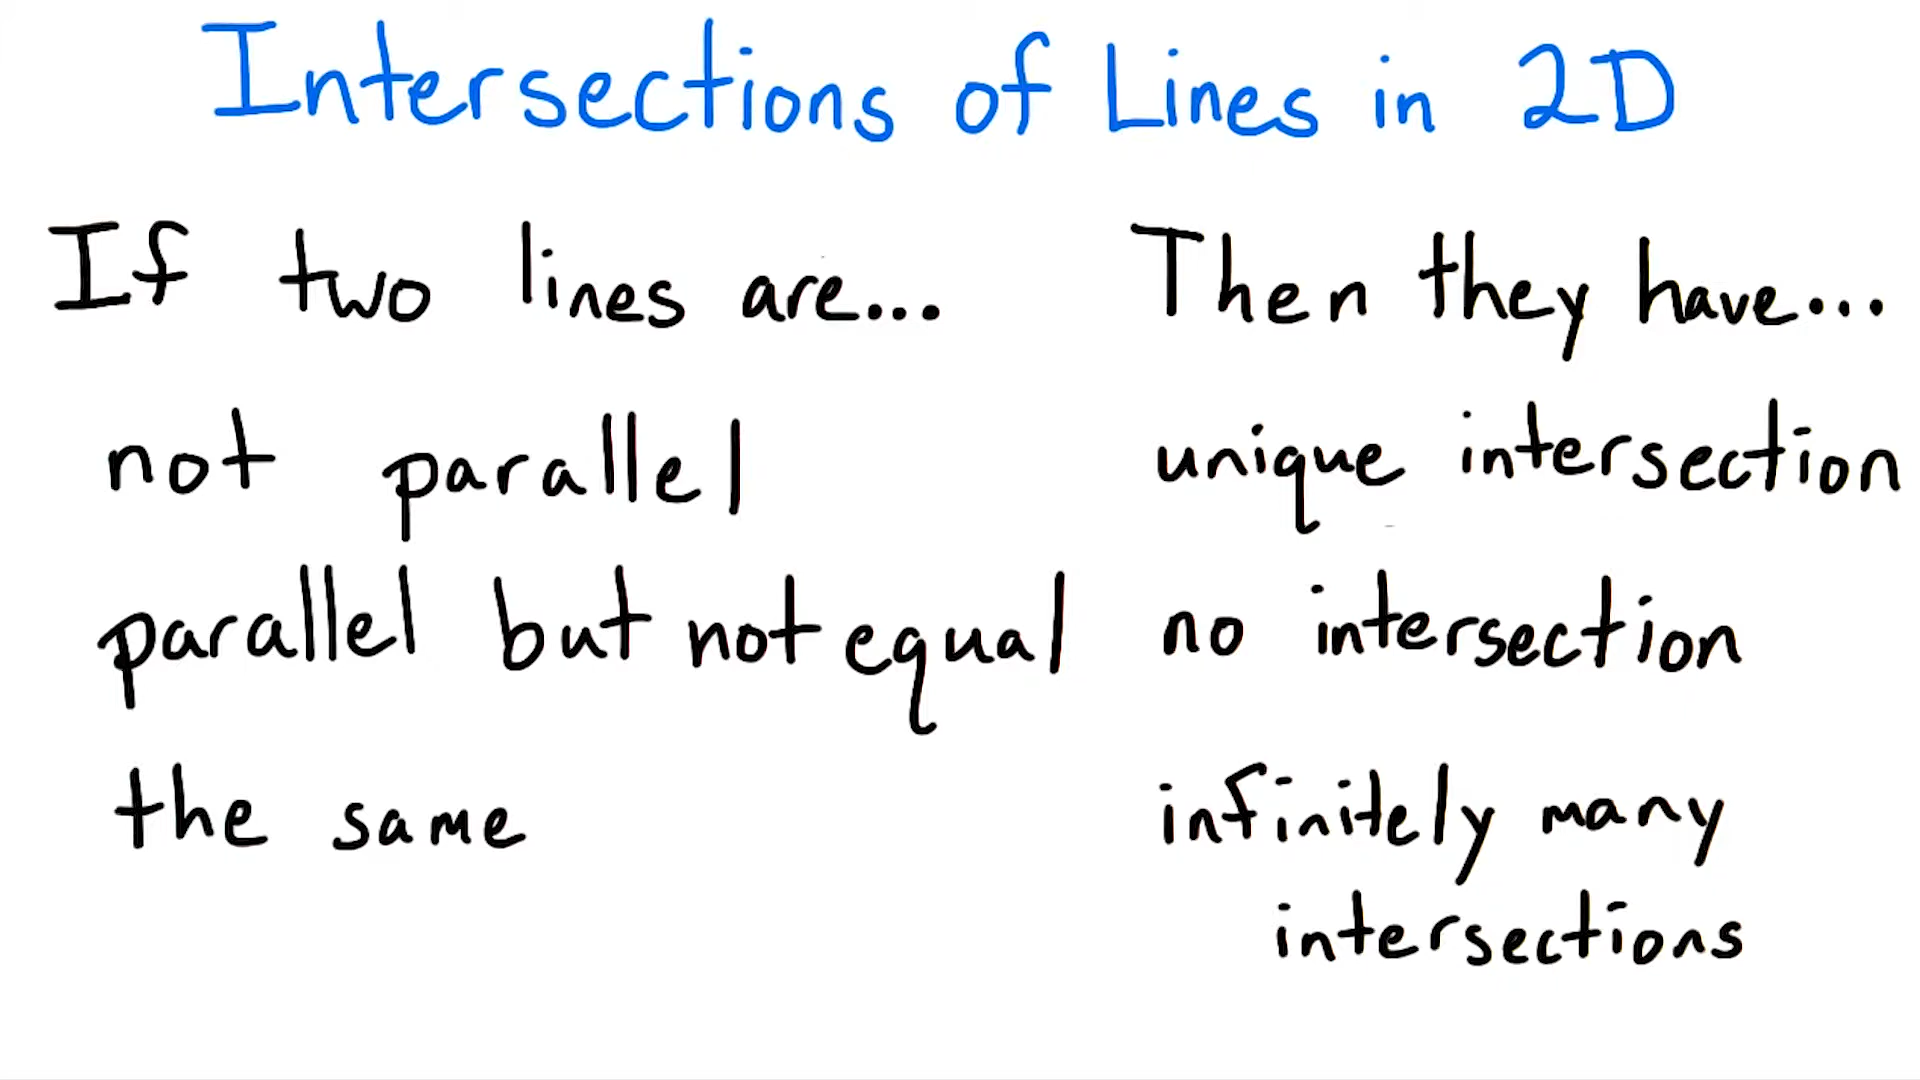 Intersections of Lines in 2D
If two lines are... Then they have...
not parallel unique intersection
parallel but not equal no intersection
the same infinitely many
intersections